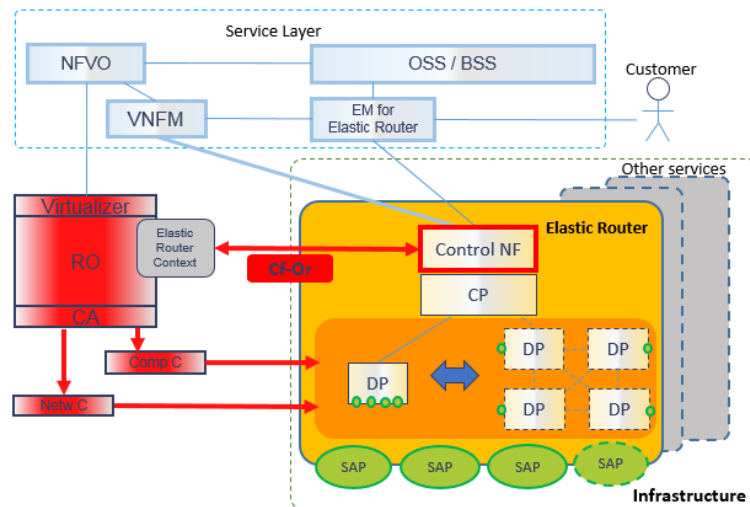 Service Layer
NFVO
OSS / BSS
Customer
VNFM
EM for
Elastic Router
Other services
Virtualizer
Elastic
Router
Context
RO
CA
Elastic Router
Control NF
Cf-Or
CP
Comp C
Netw C
DP
DP
DP
DP
DP
SAP
SAP
SAP
SAP
Infrastructure